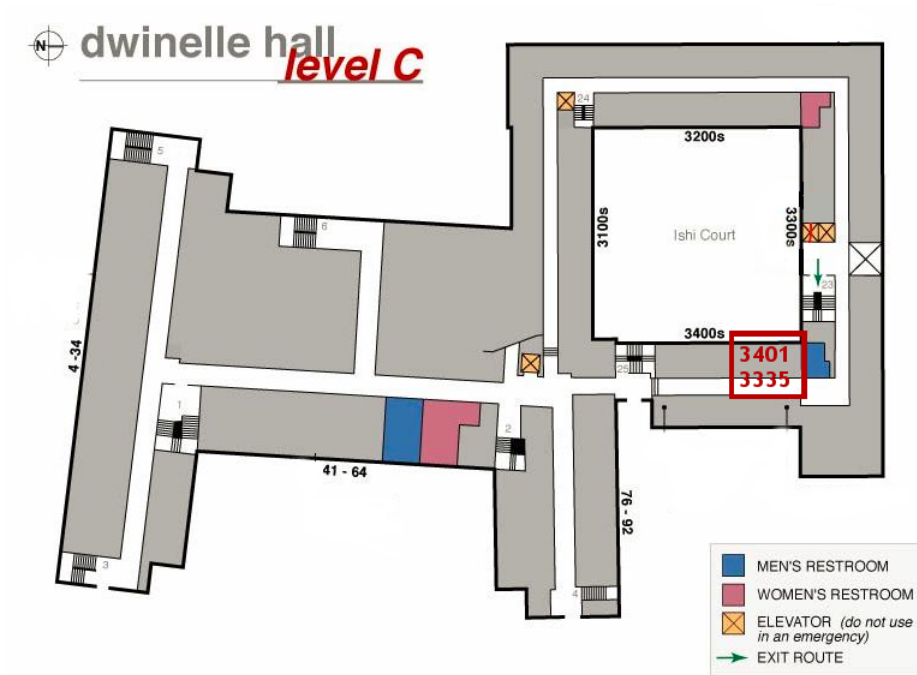 N
dwinelle hall
level C
24
5
3200s
6
3100s
Ishi Court
3300s
23
3400s
3401
3335
25
4 -34
1
2
41 - 64
76 - 92
3
4
MEN'S RESTROOM
WOMEN'S RESTROOM
ELEVATOR (do not use
in an emergency)
EXIT ROUTE